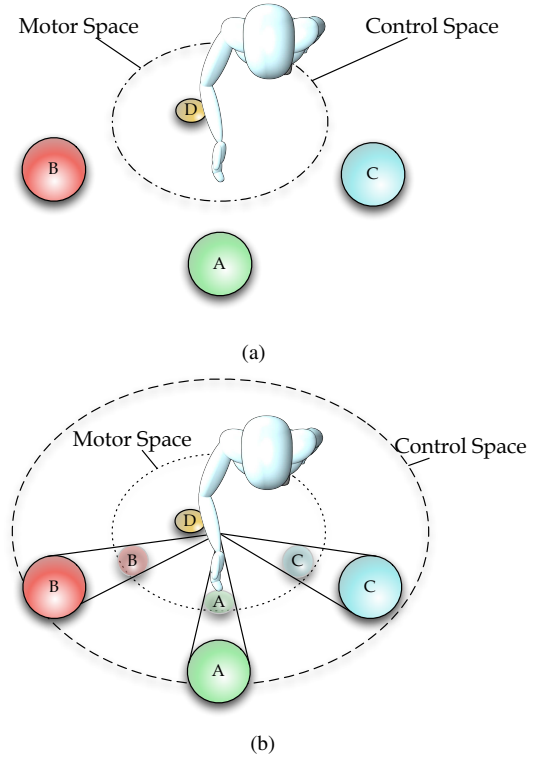 Motor Space Control Space
D
B C
A
(a)
Motor Space Control Space
D
B C
B C
A
A
(b)